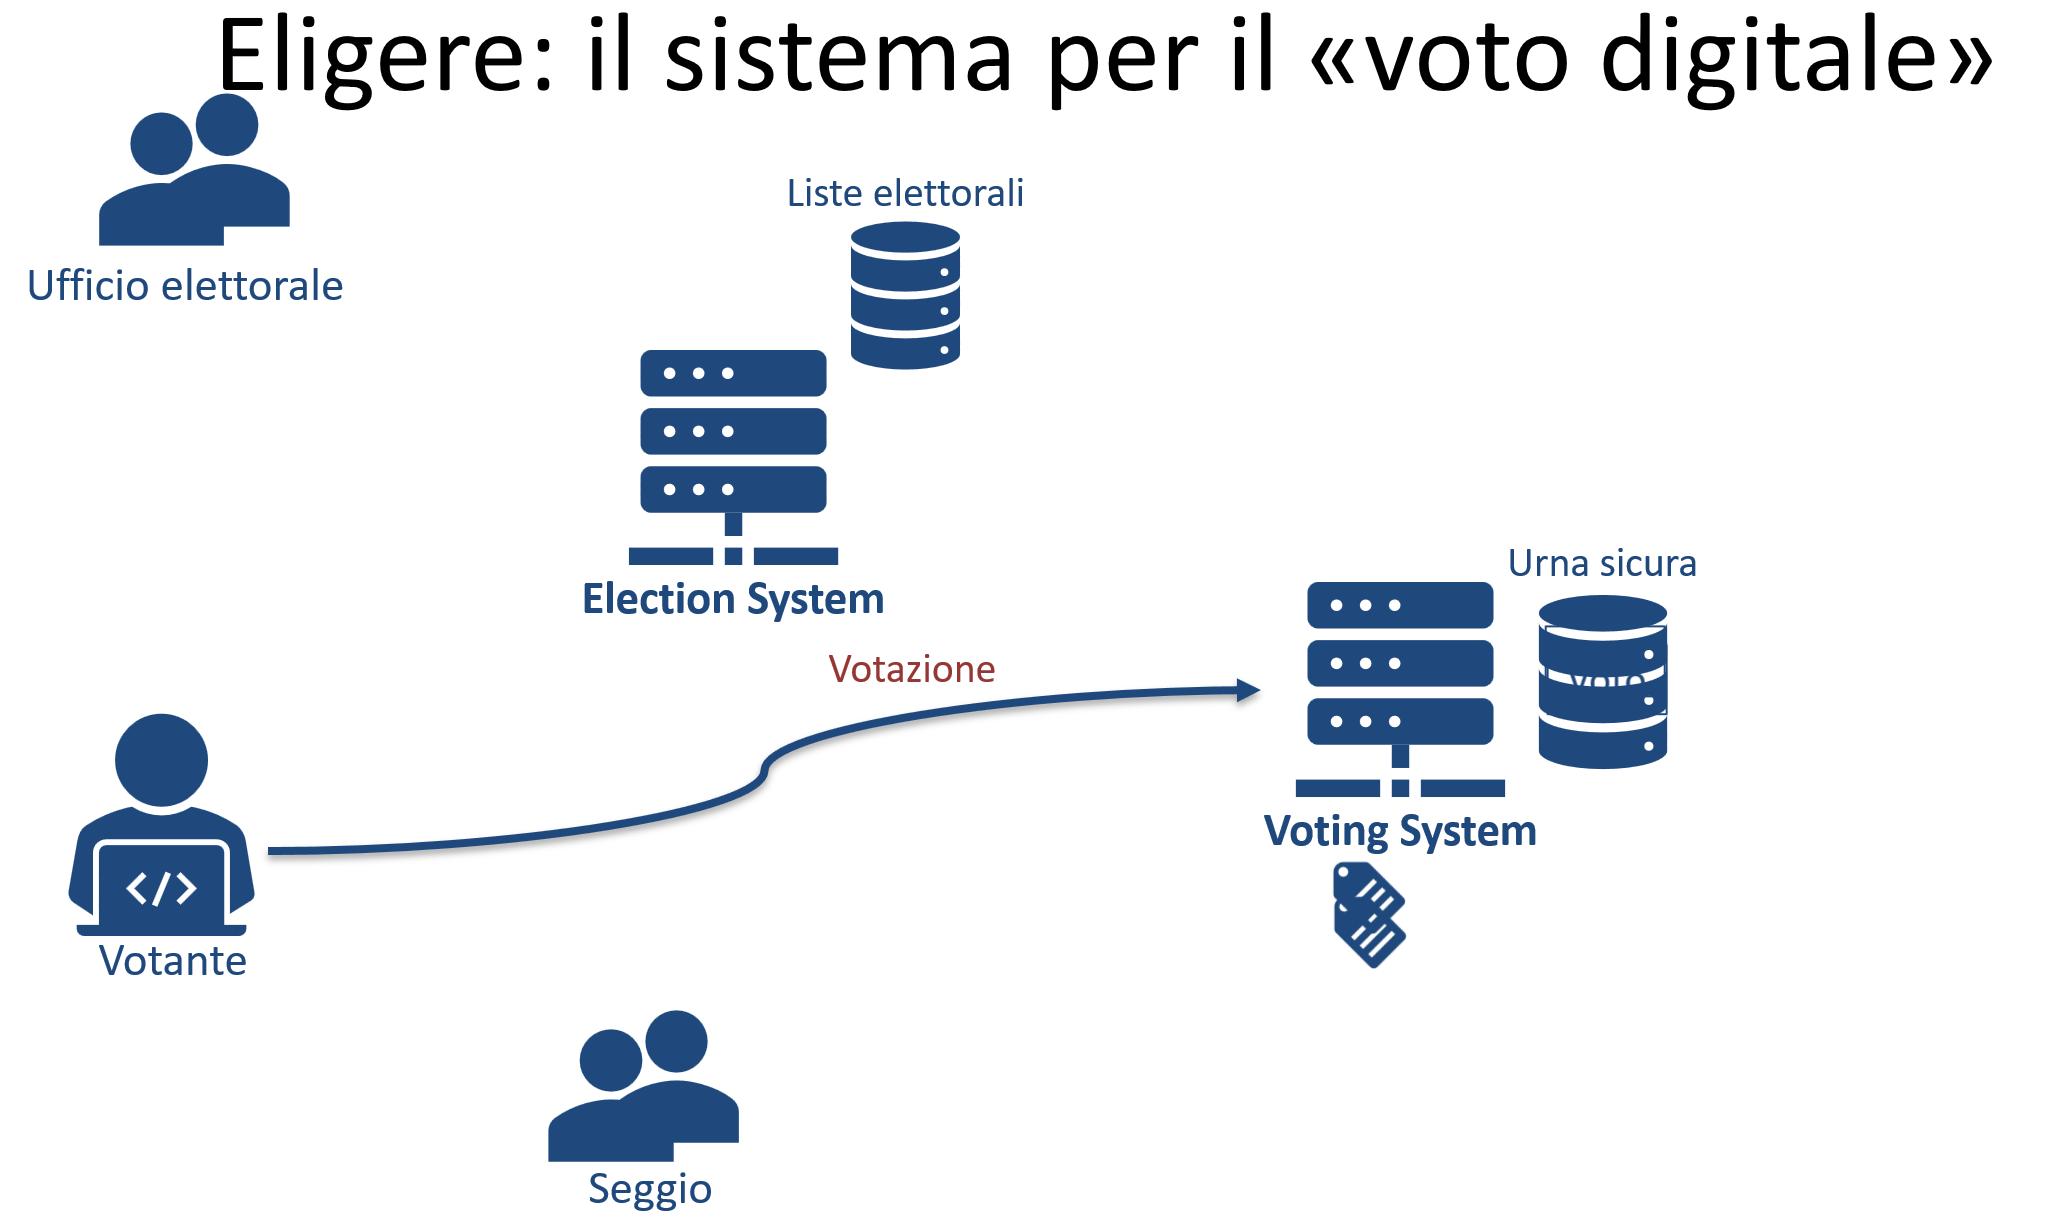 Eligere: il sistema per il «voto digitale»
Ufficio elettorale
Liste elettorali
Election System
Urna sicura
Votazione
Voting System
Votante
Seggio